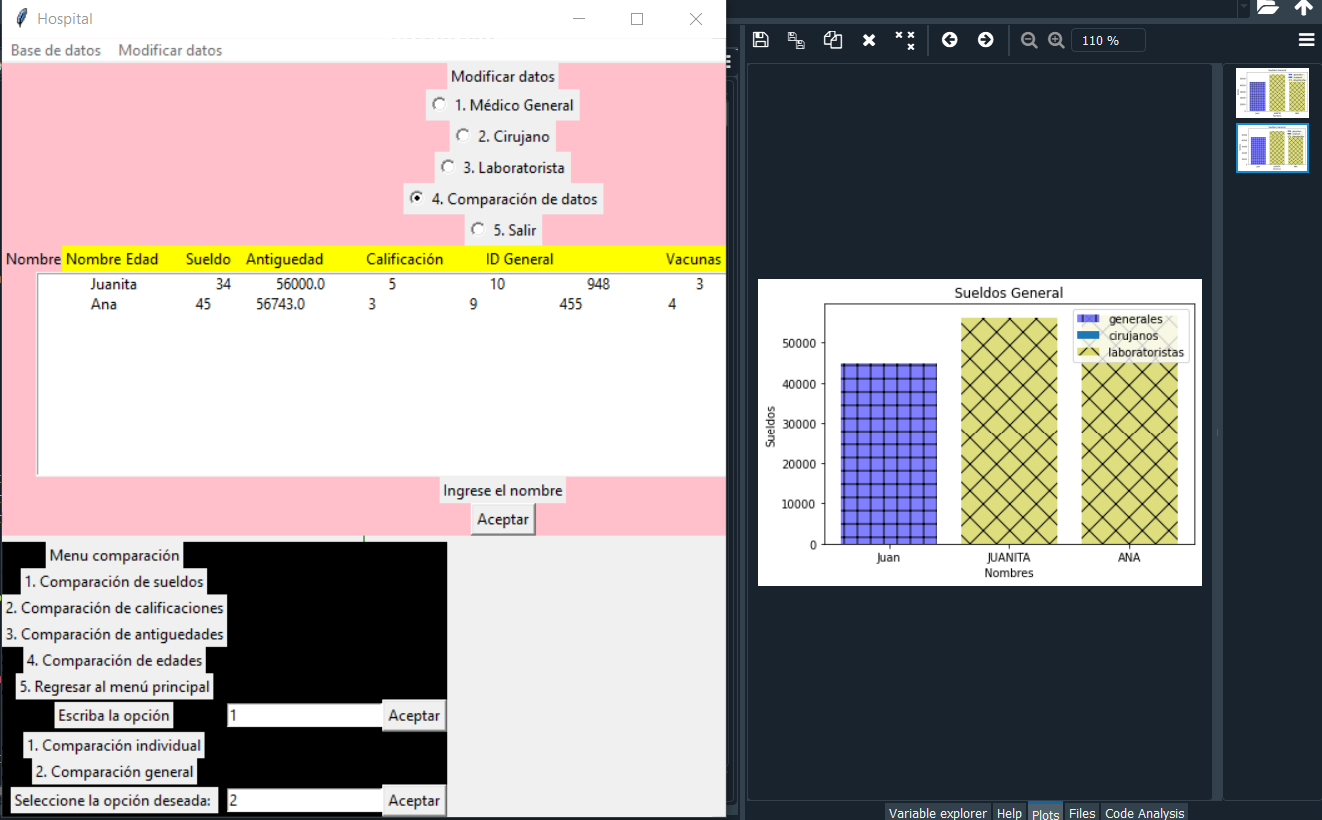 Hospital
Base de datos Modificar datos
Modificar datos
1. Médico General
2. Cirujano
3. Laboratorista
4. Comparación de datos
5. Salir
Nombre Nombre Edad Sueldo Antiguedad Calificación ID General Vacunas
Juanita 34 56000.0 5 10 948 3
Ana 45 56743.0 3 9 455 4
Ingrese el nombre
Aceptar
Menu comparación
1. Comparación de sueldos
2. Comparación de calificaciones
3. Comparación de antiguedades
4. Comparación de edades
5. Regresar al menú principal
Escriba la opción 1 Aceptar
1. Comparación individual
2. Comparación general
Seleccione la opción deseada: 2 Aceptar
110 %
Sueldos General
generales
cirujanos
laboratoristas
50000
40000
30000
20000
10000
0
Sueldos
Juan JUANITA ANA
Nombres
Variable explorer Help Plots Files Code Analysis